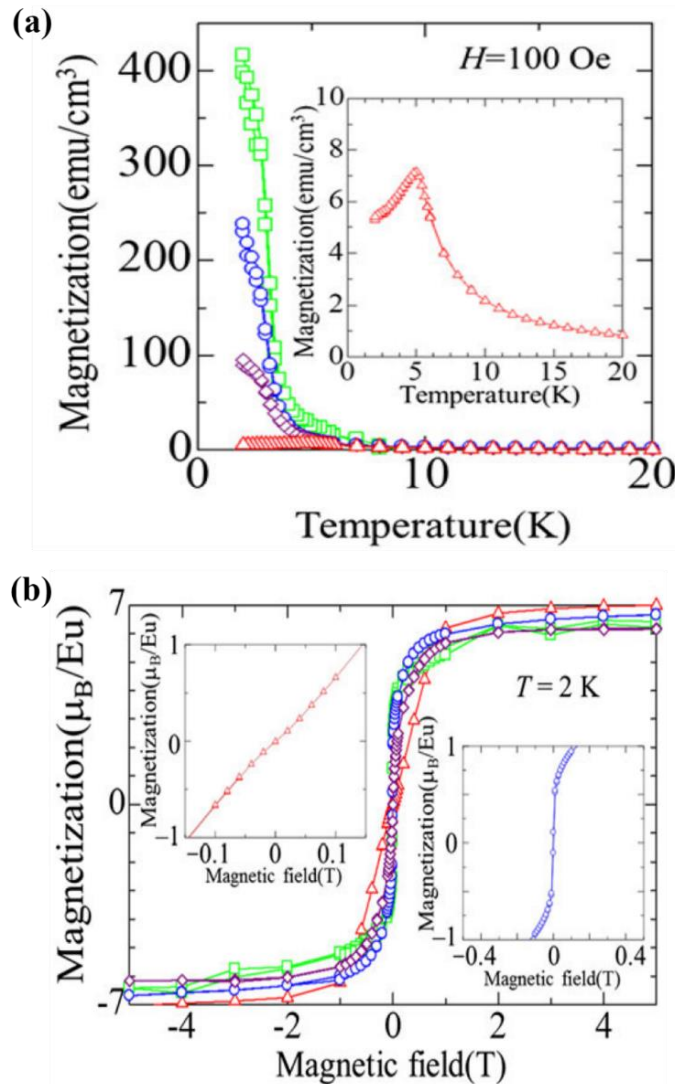 (a)
H=100 Oe
Magnetization(emu/cm³)
400
300
200
100
0
0
10
20
Temperature(K)
Magnetization(emu/cm³)
10
8
6
4
2
0
0
5
10
15
20
Temperature(K)
(b)
Magnetization(μB/Eu)
7
0
−7
−4
−2
0
2
4
Magnetic field(T)
T = 2 K
Magnetization(μB/Eu)
1
0
−1
−0.1
0
0.1
Magnetic field(T)
Magnetization(μB/Eu)
1
0
−1
−0.4
0
0.4
Magnetic field(T)